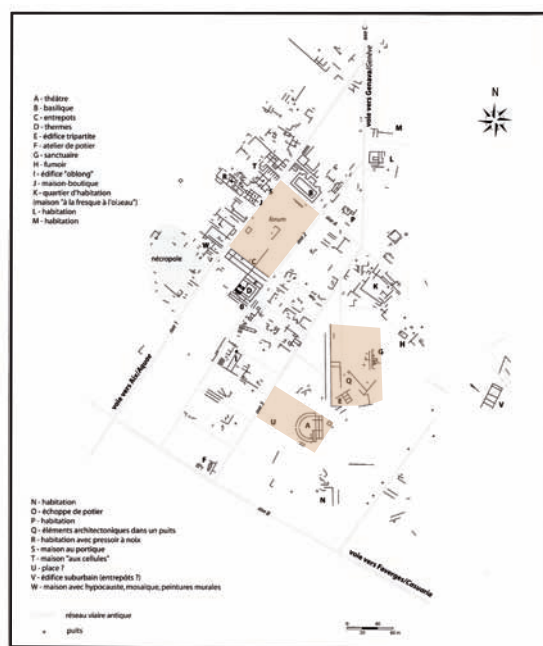 A - théâtre
B - basilique
C - entrepots
D - thermes
E - édifice tripartite
F - atelier de potier
G - sanctuaire
H - fumoir
I - édifice "oblong"
J - maison-boutique
K - quartier d'habitation
(maison "à la fresque à l'oiseau")
L - habitation
M - habitation
voie vers Genava/Genève
N
M
L
T
J
forum
W
nécropole
C
K
H
G
Q
E
V
voie vers Aix/Aquae
U
A
F
N
voie vers Faverges/Casuaria
N - habitation
O - échoppe de potier
P - habitation
Q - éléments architectoniques dans un puits
R - habitation avec pressoir à noix
S - maison au portique
T - maison "aux cellules"
U - place ?
V - édifice suburbain (entrepôts ?)
W - maison avec hypocauste, mosaïque, peintures murales
réseau viaire antique
puits